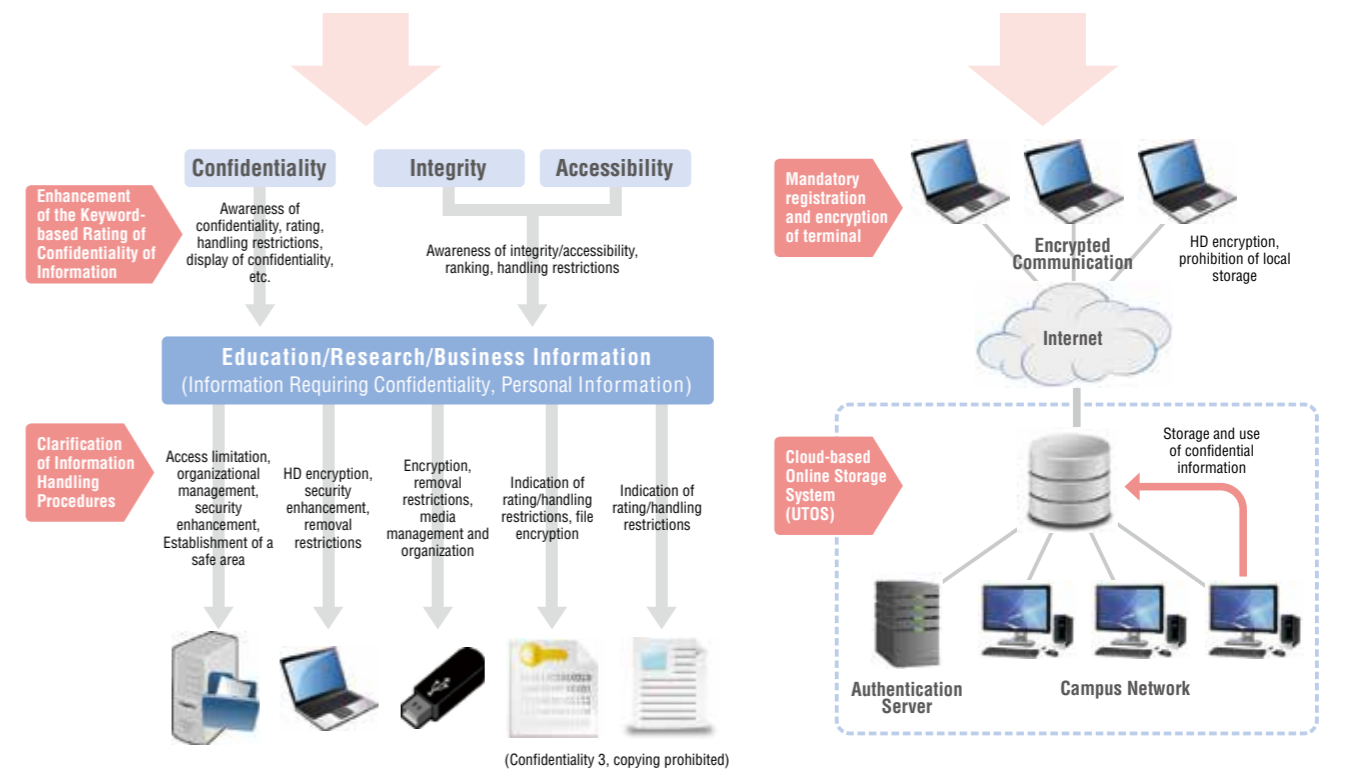 Confidentiality
Integrity
Accessibility
Enhancement
of the Keyword-
based Rating of
Confidentiality of
Information
Awareness of
confidentiality, rating,
handling restrictions,
display of confidentiality,
etc.
Awareness of integrity/accessibility,
ranking, handling restrictions
Education/Research/Business Information
(Information Requiring Confidentiality, Personal Information)
Clarification
of Information
Handling
Procedures
Access limitation,
organizational
management,
security
enhancement,
Establishment of a
safe area
HD encryption,
security
enhancement,
removal
restrictions
Encryption,
removal
restrictions,
media
management and
organization
Indication of
rating/handling
restrictions, file
encryption
Indication of
rating/handling
restrictions
(Confidentiality 3, copying prohibited)
Mandatory
registration
and encryption
of terminal
Encrypted
Communication
HD encryption,
prohibition of local
storage
Internet
Cloud-based
Online Storage
System
(UTOS)
Storage and use
of confidential
information
Authentication
Server
Campus Network